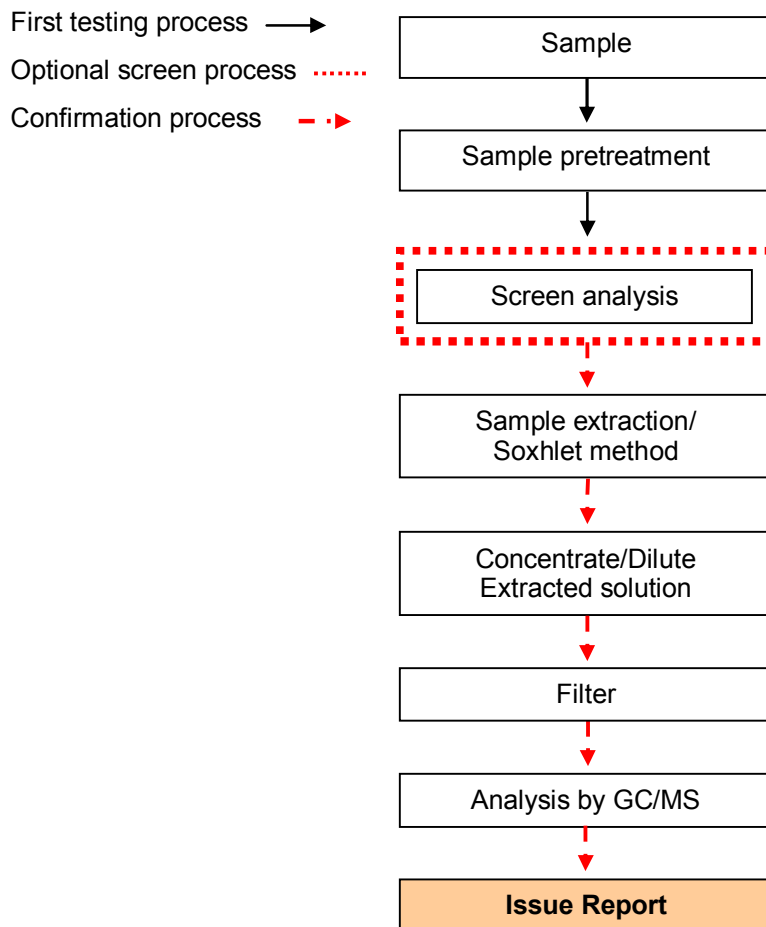 First testing process
Optional screen process
Confirmation process
Sample
Sample pretreatment
Screen analysis
Sample extraction/
Soxhlet method
Concentrate/Dilute
Extracted solution
Filter
Analysis by GC/MS
Issue Report